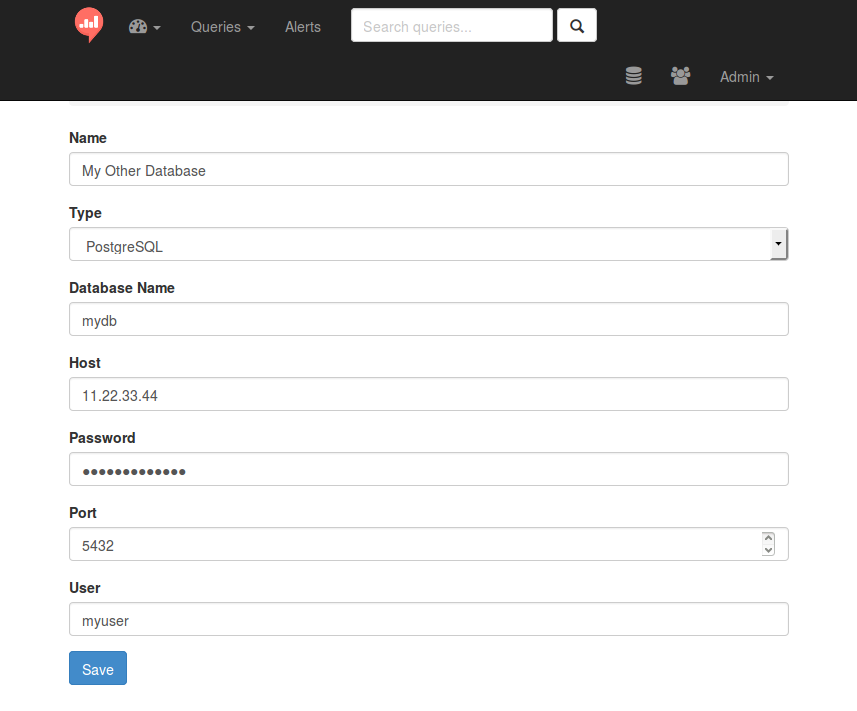 Queries Alerts Search queries...
Admin
Name
My Other Database
Type
PostgreSQL
Database Name
mydb
Host
11.22.33.44
Password
●●●●●●●●●●●●●
Port
5432
User
myuser
Save